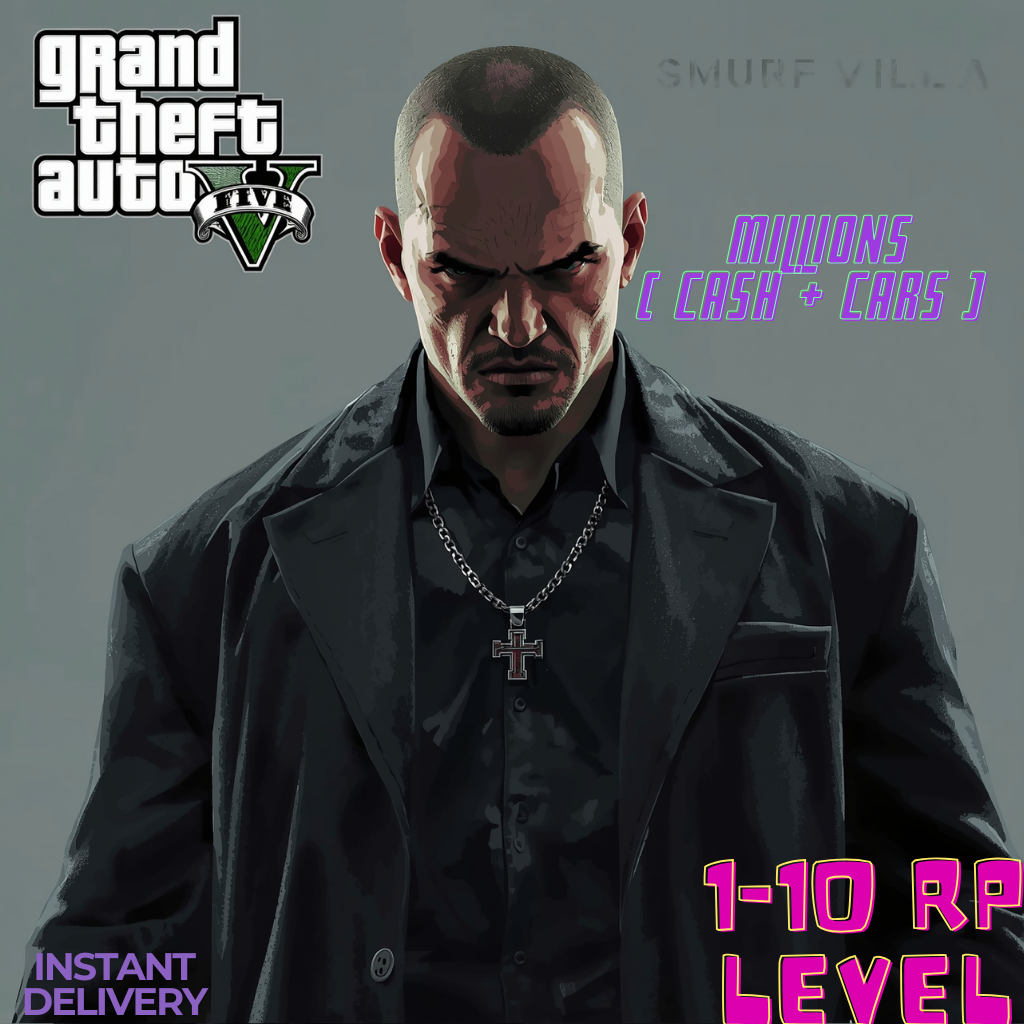 grand
theft
auto
FIVE
SMURF VILLA
MILLIONS
( CASH + CARS )
INSTANT
DELIVERY
1-10 RP
LEVEL